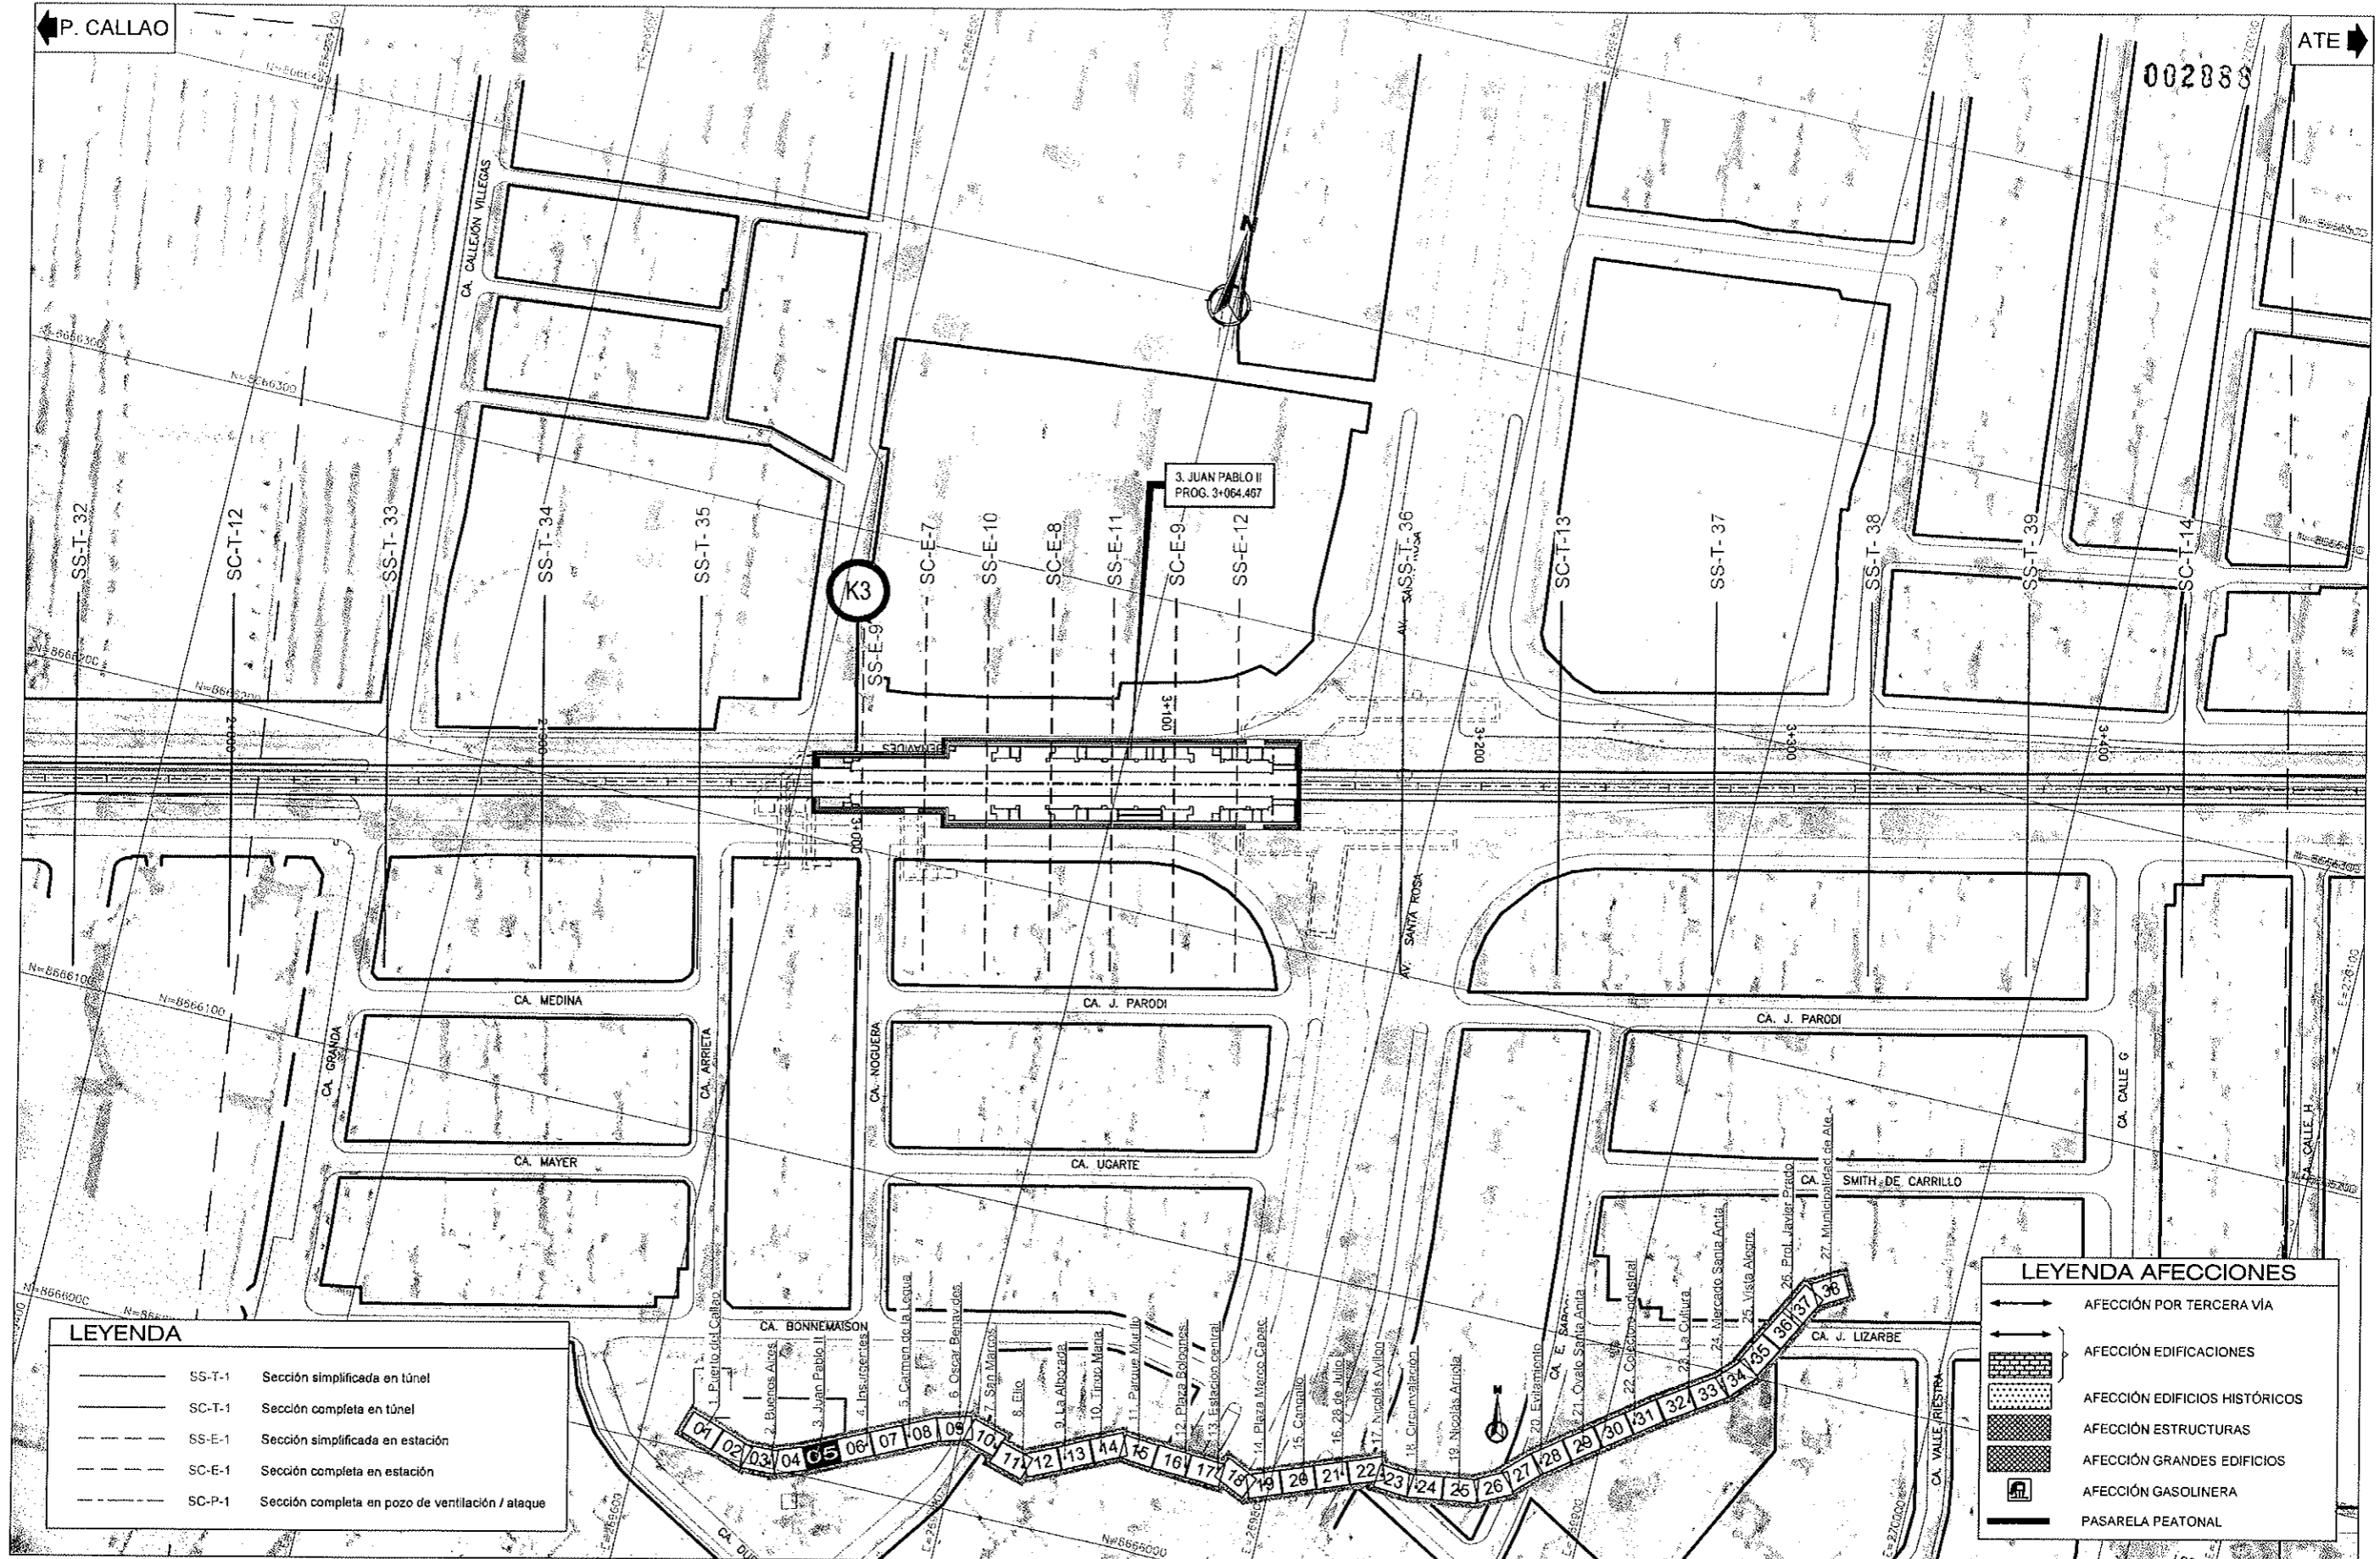 P. CALLAO
ATE
002888
N=8666400
CA. CALLEJÓN VILLEGAS
N
N=8666300
N=8666300
3. JUAN PABLO II
PROG. 3+064.467
SS-T-32
SC-T-12
SS-T-33
SS-T-34
SS-T-35
K3
SS-E-9
SC-E-7
SS-E-10
SC-E-8
SS-E-11
SC-E-9
SS-E-12
SS-T-36
SC-T-13
SS-T-37
SS-T-38
SS-T-39
SC-T-14
N=8666200
N=8666200
BENAVIDES
3+000
3+100
3+200
3+300
3+400
AV. SANTA ROSA
N=8666100
N=8666100
CA. MEDINA
CA. J. PARODI
CA. J. PARODI
CA. GRANDA
CA. ARRIETA
CA. NOGUERA
CA. CALLE G
CA. CALLE H
CA. MAYER
CA. UGARTE
CA. SMITH DE CARRILLO
N=8666000
CA. BONNEMAISON
CA. J. LIZARBE
CA. VALLE RIESTRA
N=8666000
LEYENDA
SS-T-1 Sección simplificada en túnel
SC-T-1 Sección completa en túnel
SS-E-1 Sección simplificada en estación
SC-E-1 Sección completa en estación
SC-P-1 Sección completa en pozo de ventilación / ataque
1. Puerto del Callao
2. Buenos Aires
3. Juan Pablo II
4. Insurgentes
5. Carmen de la Legua
6. Oscar Benavides
7. San Marcos
8. Elio
9. La Alborada
10. Tingo María
11. Parque Murillo
12. Plaza Bolognesi
13. Estación central
14. Plaza Manco Capac
15. Cangallo
16. 28 de Julio
17. Nicolás Ayllon
18. Circunvalación
19. Nicolás Arriola
20. Evitamiento
21. Ovalo Santa Anita
22. Colectora industrial
23. La Cultura
24. Mercado Santa Anita
25. Vista Alegre
26. Prol. Javier Prado
27. Municipalidad de Ate
01 02 03 04 05 06 07 08 09 10 11 12 13 14 15 16 17 18 19 20 21 22 23 24 25 26 27 28 29 30 31 32 33 34 35 36 37 38
N
LEYENDA AFECCIONES
AFECCIÓN POR TERCERA VÍA
AFECCIÓN EDIFICACIONES
AFECCIÓN EDIFICIOS HISTÓRICOS
AFECCIÓN ESTRUCTURAS
AFECCIÓN GRANDES EDIFICIOS
AFECCIÓN GASOLINERA
PASARELA PEATONAL